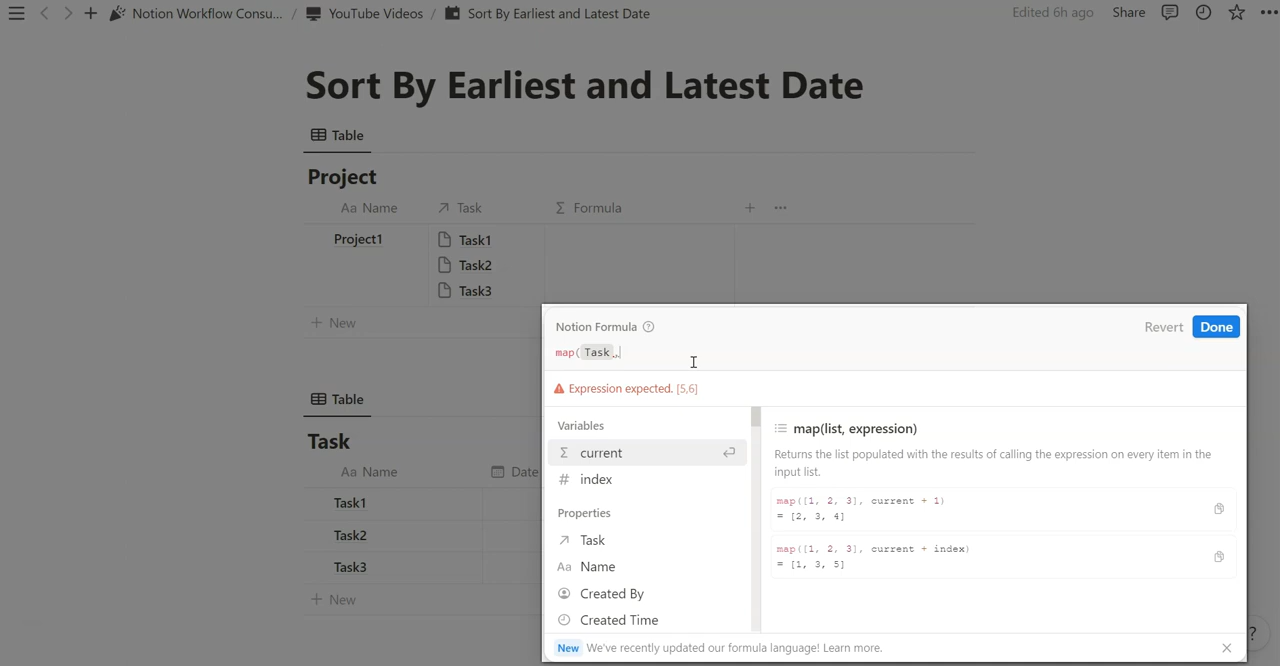 Notion Workflow Consu... / YouTube Videos / Sort By Earliest and Latest Date Edited 6h ago Share
Sort By Earliest and Latest Date
Table
Project
Aa Name Task Σ Formula + •••
Project1 Task1
Task2
Task3
+ New
Table
Task
Aa Name Date
Task1
Task2
Task3
+ New
Notion Formula Revert Done
map( Task ,,
Expression expected. [5,6]
Variables
Σ current
# index
Properties
Task
Aa Name
Created By
Created Time
map(list, expression)
Returns the list populated with the results of calling the expression on every item in the
input list.
map([1, 2, 3], current + 1)
= [2, 3, 4]
map([1, 2, 3], current + index)
= [1, 3, 5]
New We've recently updated our formula language! Learn more.
?